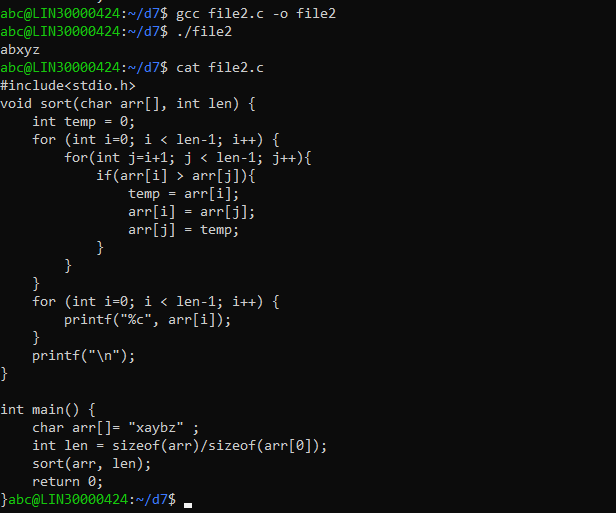 abc@LIN30000424:~/d7$ gcc file2.c -o file2
abc@LIN30000424:~/d7$ ./file2
abxyz
abc@LIN30000424:~/d7$ cat file2.c
#include<stdio.h>
void sort(char arr[], int len) {
    int temp = 0;
    for (int i=0; i < len-1; i++) {
        for(int j=i+1; j < len-1; j++){
            if(arr[i] > arr[j]){
                temp = arr[i];
                arr[i] = arr[j];
                arr[j] = temp;
            }
        }
    }
    for (int i=0; i < len-1; i++) {
        printf("%c", arr[i]);
    }
    printf("\n");
}

int main() {
    char arr[]= "xaybz" ;
    int len = sizeof(arr)/sizeof(arr[0]);
    sort(arr, len);
    return 0;
}abc@LIN30000424:~/d7$